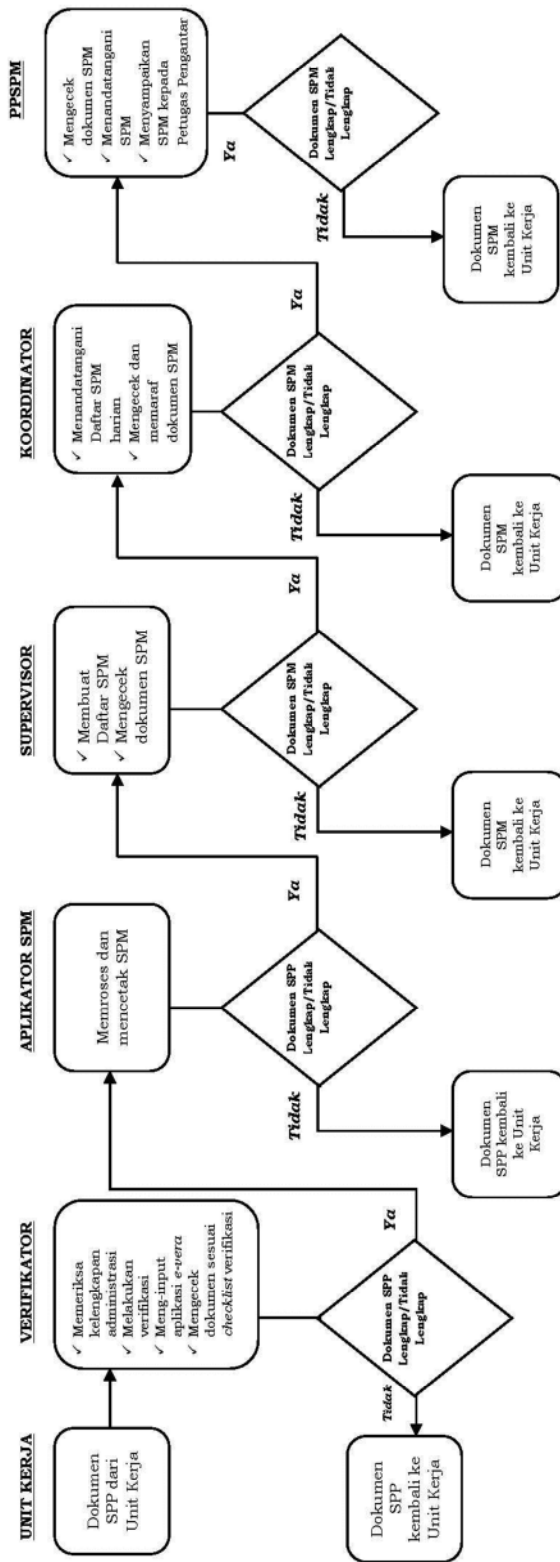 UNIT KERJA
Dokumen
SPP dari
Unit Kerja
VERIFIKATOR
✓ Memeriksa
kelengkapan
administrasi
✓ Melakukan
verifikasi
✓ Meng-input
aplikasi e-vera
✓ Mengecek
dokumen sesuai
checklist verifikasi
Dokumen SPP
Lengkap/Tidak
Lengkap
Tidak
Dokumen
SPP
kembali ke
Unit Kerja
Ya
APLIKATOR SPM
Memroses dan
mencetak SPM
Dokumen SPP
Lengkap/Tidak
Lengkap
Tidak
Dokumen
SPP kembali
ke Unit
Kerja
Ya
SUPERVISOR
✓ Membuat
Daftar SPM
✓ Mengecek
dokumen SPM
Dokumen SPM
Lengkap/Tidak
Lengkap
Tidak
Dokumen
SPM
kembali ke
Unit Kerja
Ya
KOORDINATOR
✓ Menandatangani
Daftar SPM
harian
✓ Mengecek dan
memaraf
dokumen SPM
Dokumen SPM
Lengkap/Tidak
Lengkap
Tidak
Dokumen
SPM
kembali ke
Unit Kerja
Ya
PPSPM
✓ Mengecek
dokumen SPM
✓ Menandatangani
SPM
✓ Menyampaikan
SPM kepada
Petugas Pengantar
Ya
Dokumen SPM
Lengkap/Tidak
Lengkap
Tidak
Dokumen
SPM
kembali ke
Unit Kerja